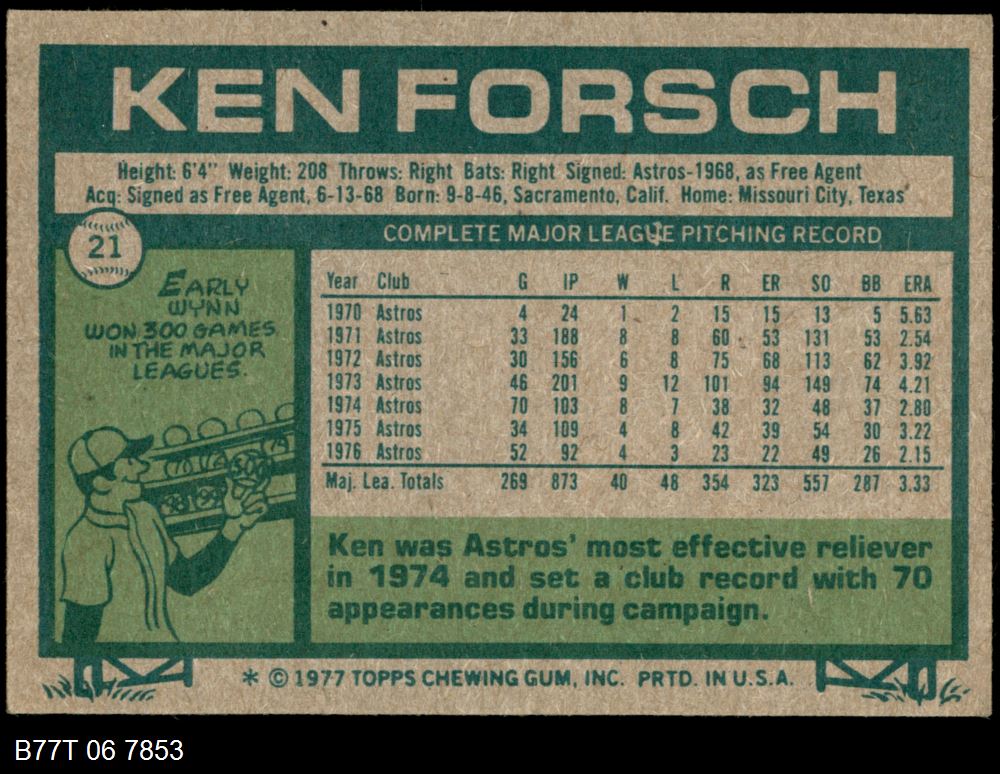 KEN FORSCH
Height: 6'4" Weight: 208 Throws: Right Bats: Right Signed: Astros-1968, as Free Agent
Acq: Signed as Free Agent, 6-13-68 Born: 9-8-46, Sacramento, Calif. Home: Missouri City, Texas
21
EARLY
WYNN
WON 300 GAMES
IN THE MAJOR
LEAGUES.
300
COMPLETE MAJOR LEAGUE PITCHING RECORD
Year Club G IP W L R ER SO BB ERA
1970 Astros 4 24 1 2 15 15 13 5 5.63
1971 Astros 33 188 8 8 60 53 131 53 2.54
1972 Astros 30 156 6 8 75 68 113 62 3.92
1973 Astros 46 201 9 12 101 94 149 74 4.21
1974 Astros 70 103 8 7 38 32 48 37 2.80
1975 Astros 34 109 4 8 42 39 54 30 3.22
1976 Astros 52 92 4 3 23 22 49 26 2.15
Maj. Lea. Totals 269 873 40 48 354 323 557 287 3.33
Ken was Astros' most effective reliever
in 1974 and set a club record with 70
appearances during campaign.
* © 1977 TOPPS CHEWING GUM, INC. PRTD. IN U.S.A.
B77T 06 7853